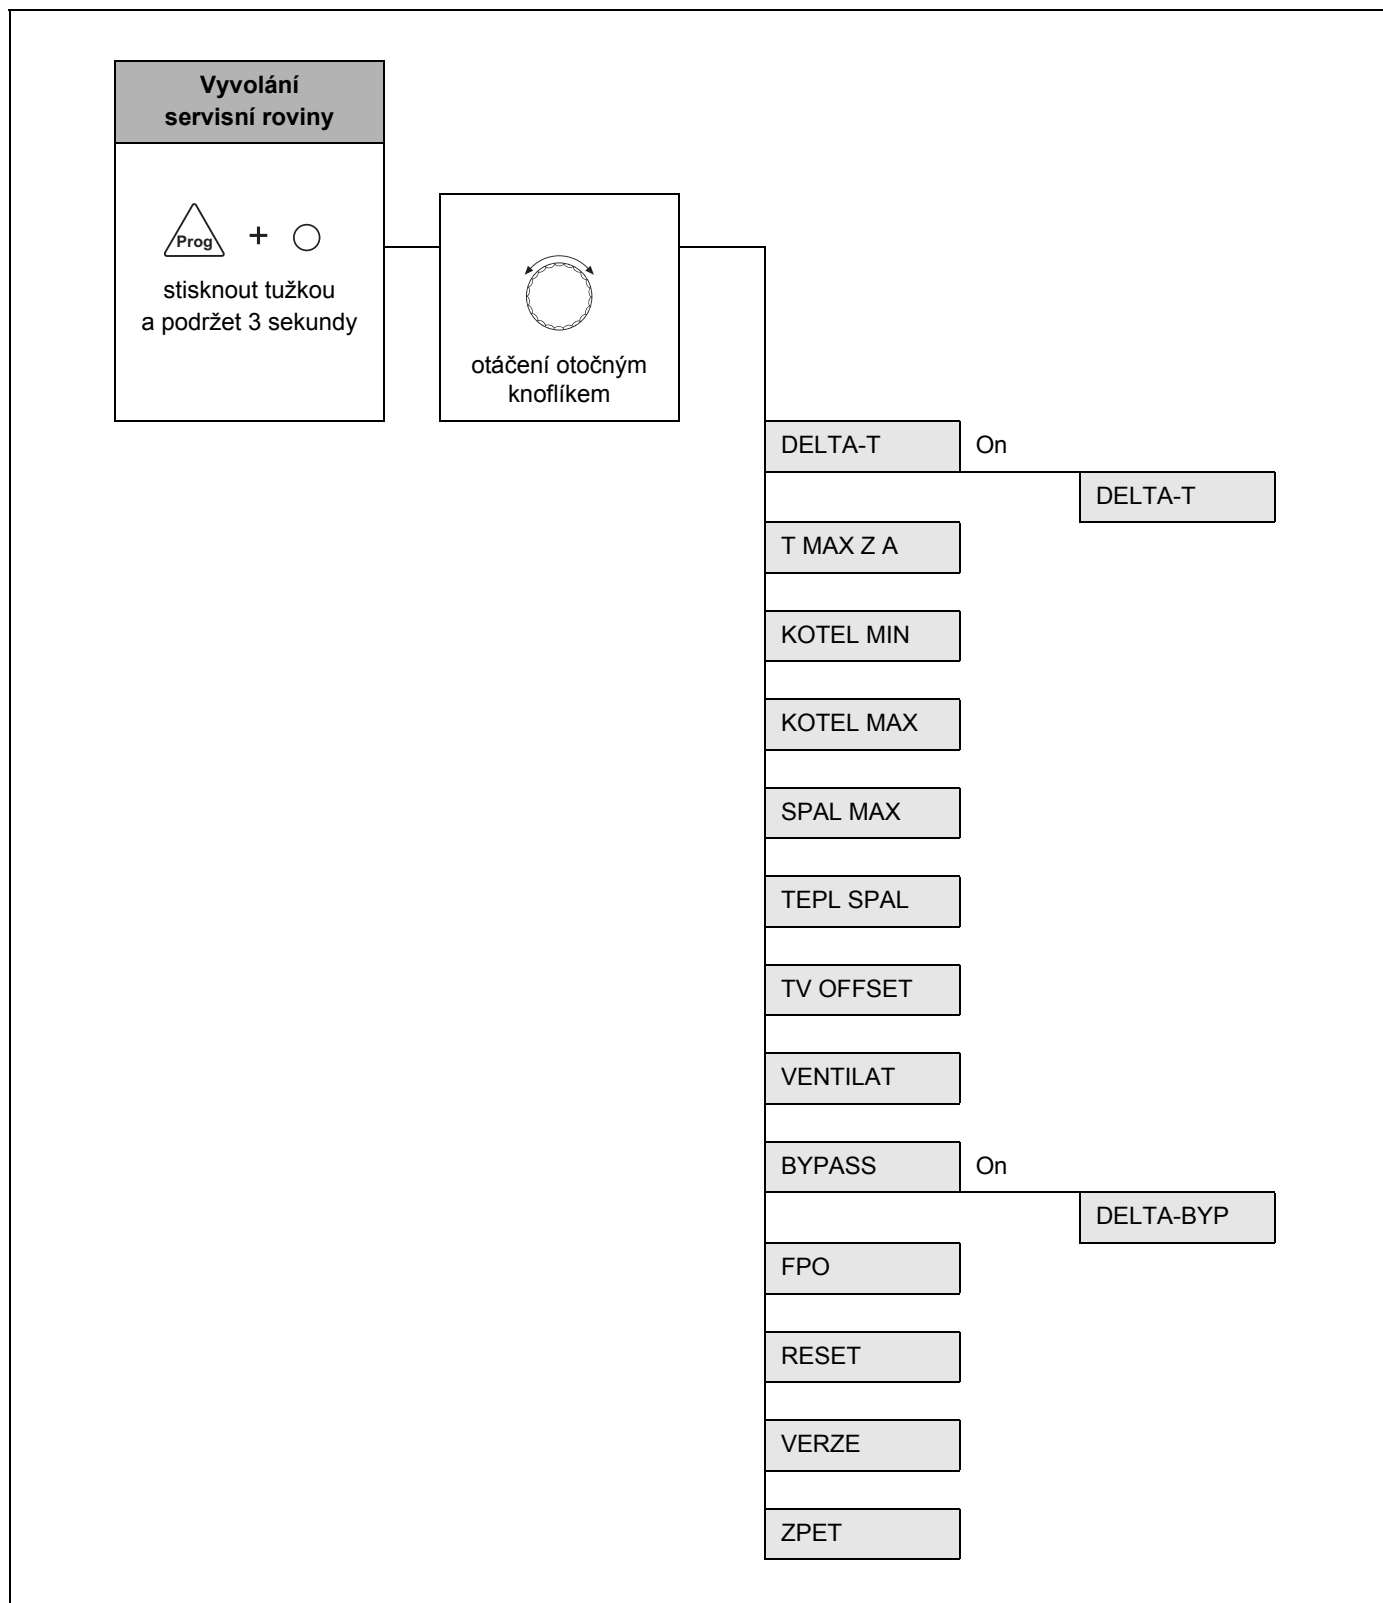 Vyvolání
servisní roviny
Prog + 
stisknout tužkou
a podržet 3 sekundy
otáčení otočným
knoflíkem
DELTA-T On
DELTA-T
T MAX Z A
KOTEL MIN
KOTEL MAX
SPAL MAX
TEPL SPAL
TV OFFSET
VENTILAT
BYPASS On
DELTA-BYP
FPO
RESET
VERZE
ZPET